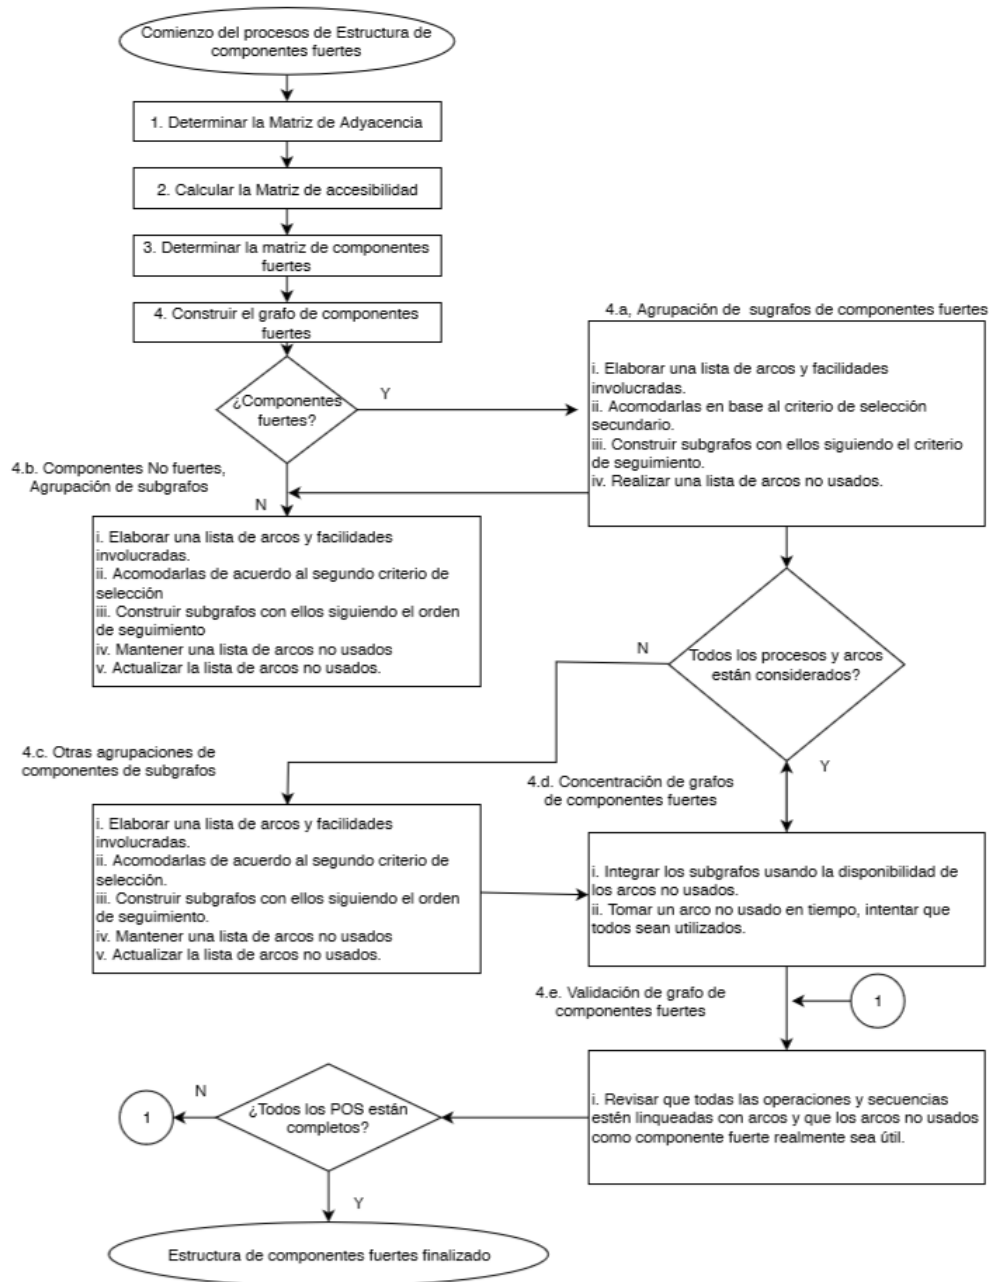 Comienzo del procesos de Estructura de
componentes fuertes
1. Determinar la Matriz de Adyacencia
2. Calcular la Matriz de accesibilidad
3. Determinar la matriz de componentes
fuertes
4. Construir el grafo de componentes
fuertes
¿Componentes
fuertes?
Y
4.a, Agrupación de sugrafos de componentes fuertes
i. Elaborar una lista de arcos y facilidades
involucradas.
ii. Acomodarlas en base al criterio de selección
secundario.
iii. Construir subgrafos con ellos siguiendo el criterio
de seguimiento.
iv. Realizar una lista de arcos no usados.
4.b. Componentes No fuertes,
Agrupación de subgrafos
N
i. Elaborar una lista de arcos y facilidades
involucradas.
ii. Acomodarlas de acuerdo al segundo criterio de
selección
iii. Construir subgrafos con ellos siguiendo el orden
de seguimiento
iv. Mantener una lista de arcos no usados
v. Actualizar la lista de arcos no usados.
Todos los procesos y arcos
están considerados?
N
Y
4.c. Otras agrupaciones de
componentes de subgrafos
i. Elaborar una lista de arcos y facilidades
involucradas.
ii. Acomodarlas de acuerdo al segundo criterio de
selección.
iii. Construir subgrafos con ellos siguiendo el orden
de seguimiento.
iv. Mantener una lista de arcos no usados
v. Actualizar la lista de arcos no usados.
4.d. Concentración de grafos
de componentes fuertes
i. Integrar los subgrafos usando la disponibilidad de
los arcos no usados.
ii. Tomar un arco no usado en tiempo, intentar que
todos sean utilizados.
4.e. Validación de grafo de
componentes fuertes
1
i. Revisar que todas las operaciones y secuencias
estén linqueadas con arcos y que los arcos no usados
como componente fuerte realmente sea útil.
¿Todos los POS están
completos?
N
1
Y
Estructura de componentes fuertes finalizado